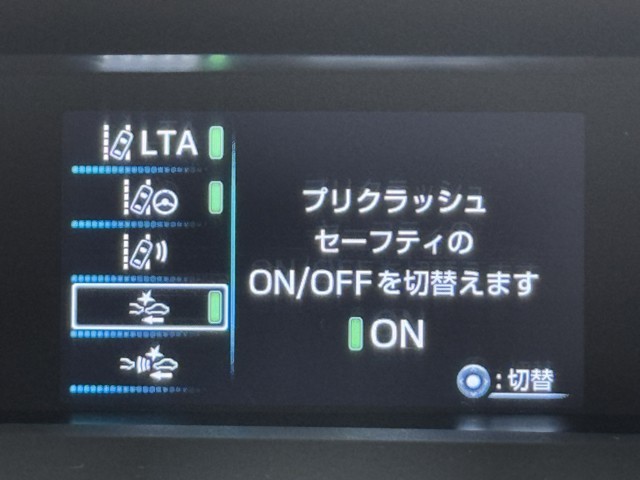 LTA
プリクラッシュ
セーフティの
ON/OFFを切替えます
ON
:切替